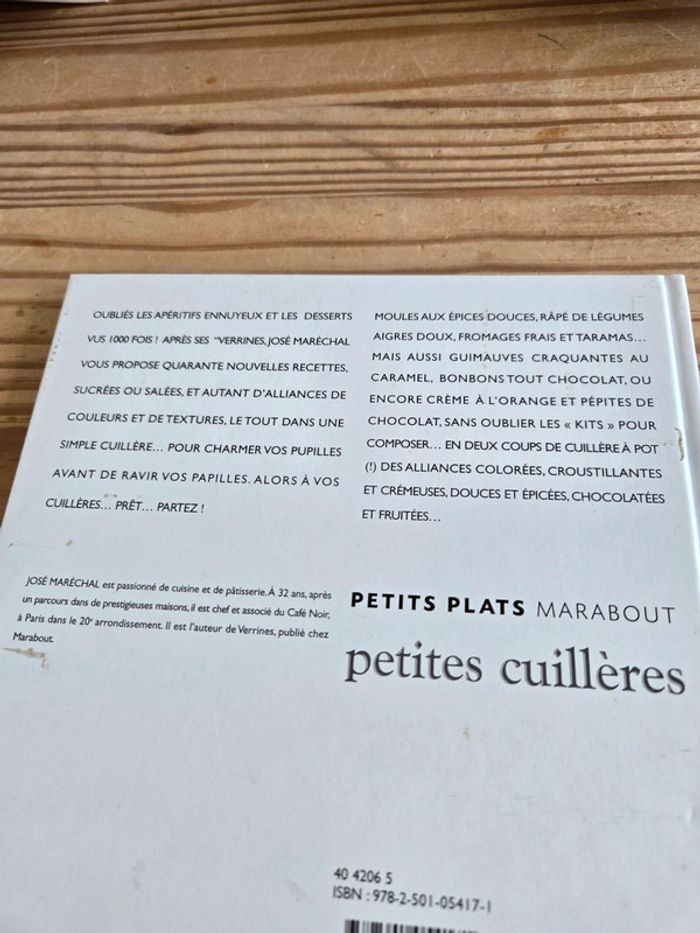 OUBLIÉS LES APÉRITIFS ENNUYEUX ET LES DESSERTS
VUS 1000 FOIS ! APRÈS SES "VERRINES, JOSÉ MARÉCHAL
VOUS PROPOSE QUARANTE NOUVELLES RECETTES,
SUCRÉES OU SALÉES, ET AUTANT D'ALLIANCES DE
COULEURS ET DE TEXTURES, LE TOUT DANS UNE
SIMPLE CUILLÈRE... POUR CHARMER VOS PUPILLES
AVANT DE RAVIR VOS PAPILLES. ALORS À VOS
CUILLÈRES... PRÊT... PARTEZ !
MOULES AUX ÉPICES DOUCES, RÂPÉ DE LÉGUMES
AIGRES DOUX, FROMAGES FRAIS ET TARAMAS...
MAIS AUSSI GUIMAUVES CRAQUANTES AU
CARAMEL, BONBONS TOUT CHOCOLAT, OU
ENCORE CRÈME À L'ORANGE ET PÉPITES DE
CHOCOLAT, SANS OUBLIER LES « KITS » POUR
COMPOSER... EN DEUX COUPS DE CUILLÈRE À POT
(!) DES ALLIANCES COLORÉES, CROUSTILLANTES
ET CRÉMEUSES, DOUCES ET ÉPICÉES, CHOCOLATÉES
ET FRUITÉES...
JOSÉ MARÉCHAL est passionné de cuisine et de pâtisserie. À 32 ans, après
un parcours dans de prestigieuses maisons, il est chef et associé du Café Noir,
à Paris dans le 20e arrondissement. Il est l'auteur de Verrines, publié chez
Marabout.
PETITS PLATS MARABOUT
petites cuillères
40 4206 5
ISBN : 978-2-501-05417-1